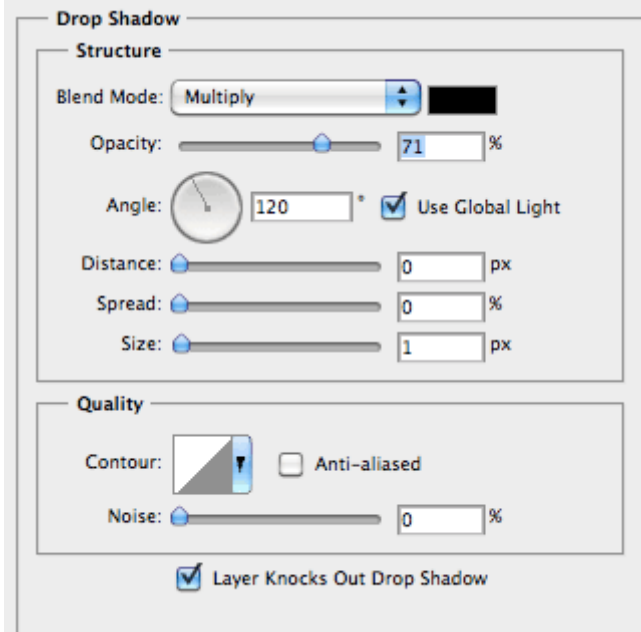 Drop Shadow
Structure
Blend Mode: Multiply
Opacity: 71 %
Angle: 120 ° Use Global Light
Distance: 0 px
Spread: 0 %
Size: 1 px
Quality
Contour: Anti-aliased
Noise: 0 %
Layer Knocks Out Drop Shadow